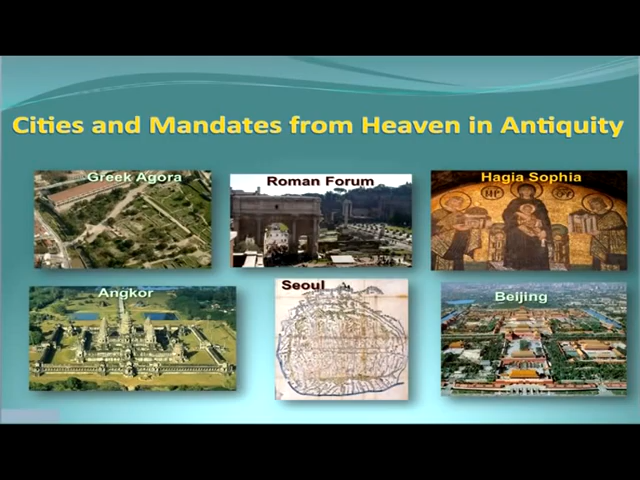 Cities and Mandates from Heaven in Antiquity
Greek Agora
Roman Forum
Hagia Sophia
Angkor
Seoul
Beijing